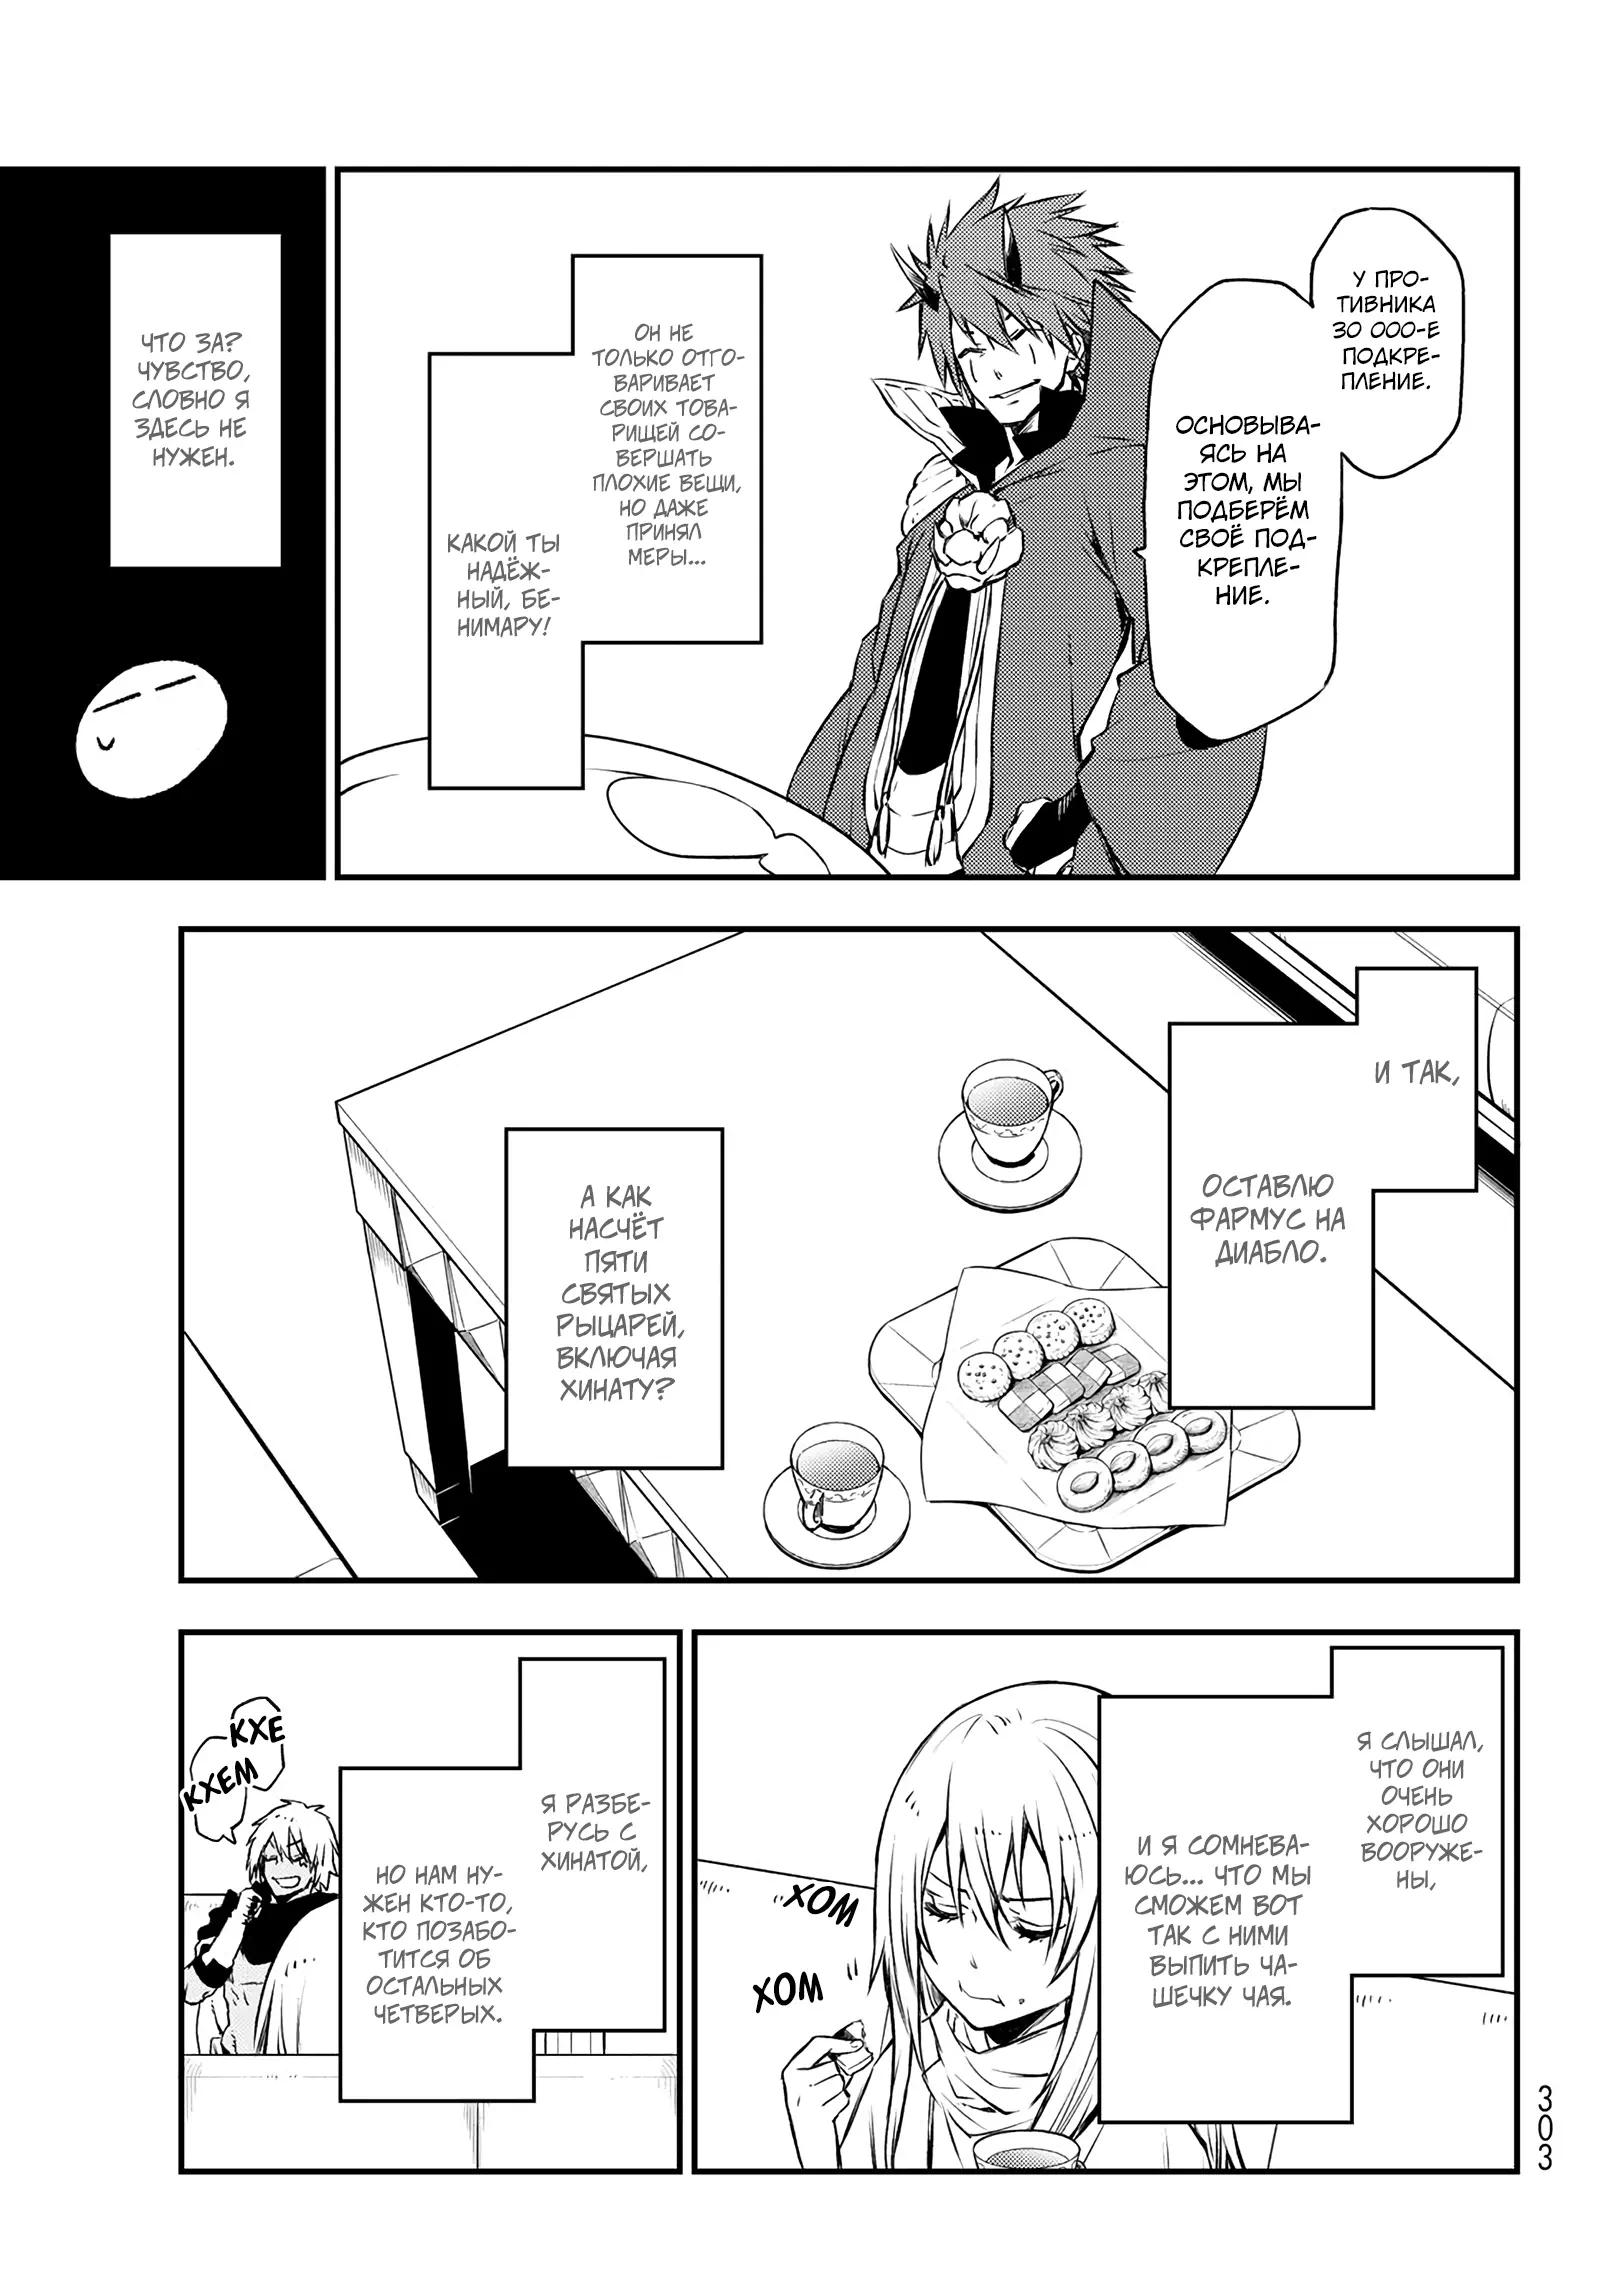 У ПРО-
ТИВНИКА
30 000-Е
ПОДКРЕ-
ПЛЕНИЕ.
ОСНОВЫВА-
ЯСЬ НА
ЭТОМ, МЫ
ПОДБЕРЁМ
СВОЁ ПОД-
КРЕПЛЕ-
НИЕ.
ОН НЕ
ТОЛЬКО ОТГО-
ВАРИВАЕТ
СВОИХ ТОВА-
РИЩЕЙ СО-
ВЕРШАТЬ
ПЛОХИЕ ВЕЩИ,
НО ДАЖЕ
ПРИНЯЛ
МЕРЫ...
КАКОЙ ТЫ
НАДЁЖ-
НЫЙ, БЕ-
НИМАРУ!
ЧТО ЗА?
ЧУВСТВО,
СЛОВНО Я
ЗДЕСЬ НЕ
НУЖЕН.
И ТАК,
ОСТАВЛЮ
ФАРМУС НА
ДИАБЛО.
А КАК
НАСЧЁТ
ПЯТИ
СВЯТЫХ
РЫЦАРЕЙ,
ВКЛЮЧАЯ
ХИНАТУ?
Я СЛЫШАЛ,
ЧТО ОНИ
ОЧЕНЬ
ХОРОШО
ВООРУЖЕ-
НЫ,
И Я СОМНЕВА-
ЮСЬ... ЧТО МЫ
СМОЖЕМ ВОТ
ТАК С НИМИ
ВЫПИТЬ ЧА-
ШЕЧКУ ЧАЯ.
ХОМ
ХОМ
Я РАЗБЕ-
РУСЬ С
ХИНАТОЙ,
НО НАМ НУ-
ЖЕН КТО-ТО,
КТО ПОЗАБО-
ТИТСЯ ОБ
ОСТАЛЬНЫХ
ЧЕТВЕРЫХ.
КХЕ
КХЕМ
303